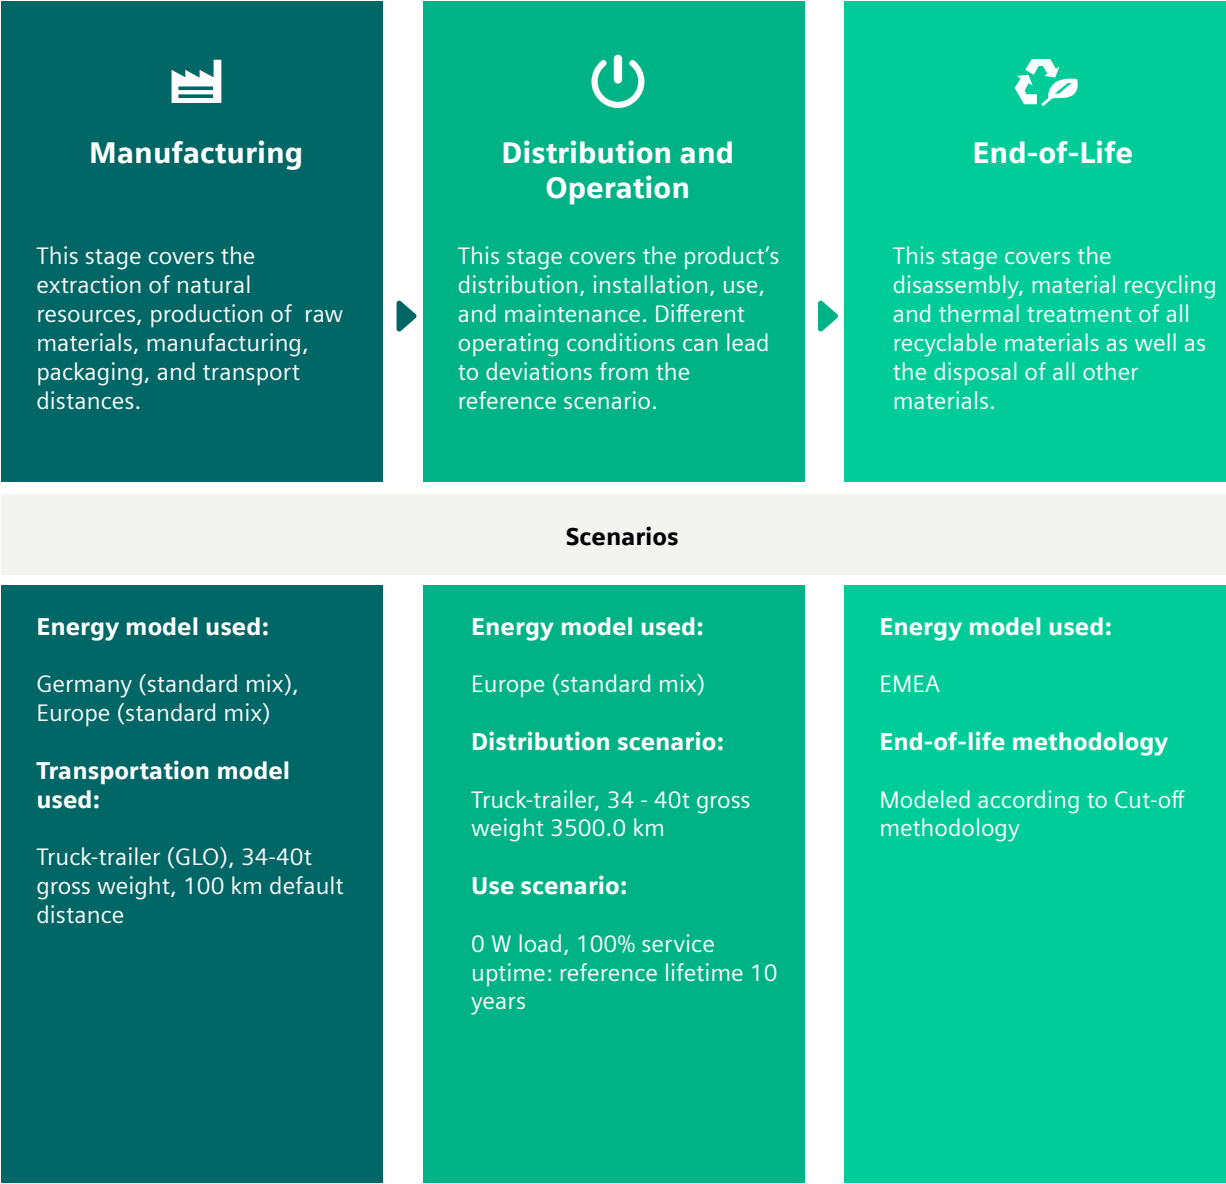 Manufacturing
This stage covers the
extraction of natural
resources, production of  raw
materials, manufacturing,
packaging, and transport
distances.
Distribution and
Operation
This stage covers the product’s
distribution, installation, use,
and maintenance. Different
operating conditions can lead
to deviations from the
reference scenario.
End-of-Life
This stage covers the
disassembly, material recycling
and thermal treatment of all
recyclable materials as well as
the disposal of all other
materials.
Scenarios
Energy model used:
Germany (standard mix),
Europe (standard mix)
Transportation model
used:
Truck-trailer (GLO), 34-40t
gross weight, 100 km default
distance
Energy model used:
Europe (standard mix)
Distribution scenario:
Truck-trailer, 34 - 40t gross
weight 3500.0 km
Use scenario:
0 W load, 100% service
uptime: reference lifetime 10
years
Energy model used:
EMEA
End-of-life methodology
Modeled according to Cut-off
methodology